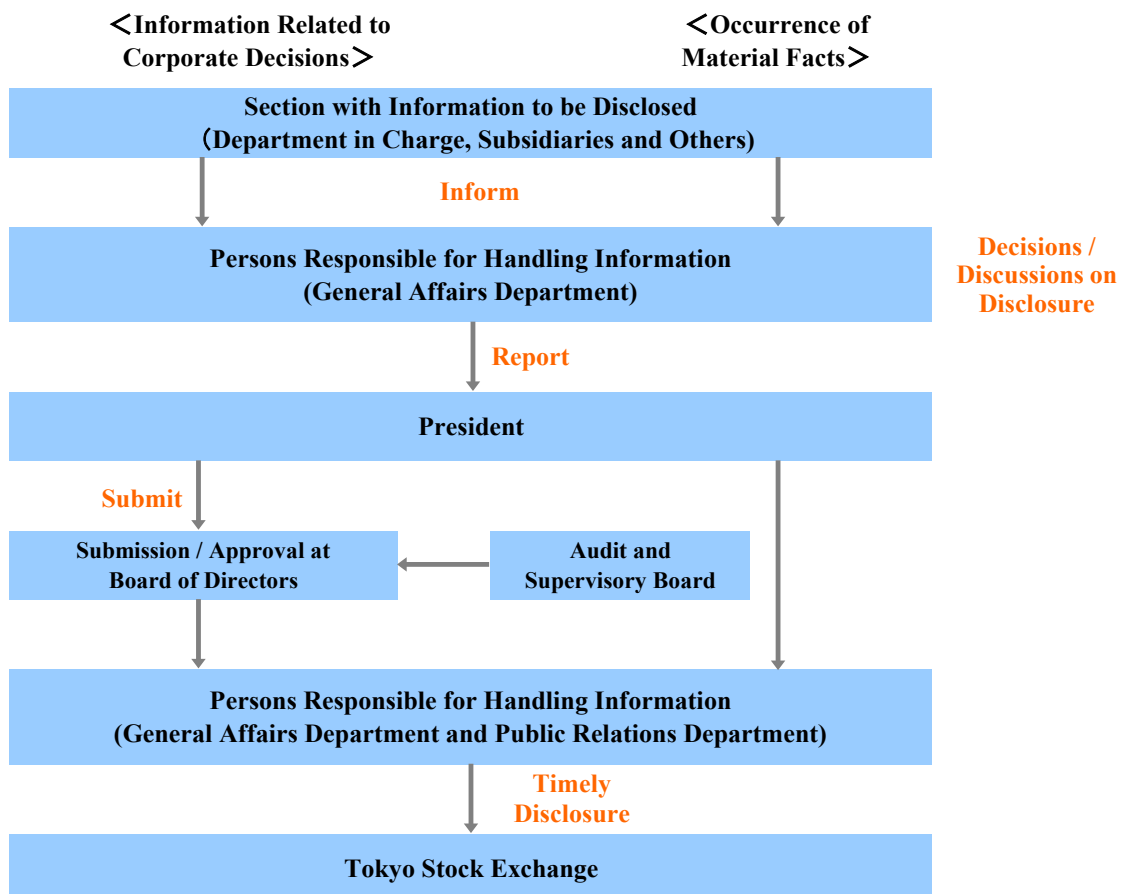 ＜Information Related to
Corporate Decisions＞
＜Occurrence of
Material Facts＞
Section with Information to be Disclosed
（Department in Charge, Subsidiaries and Others)
Inform
Persons Responsible for Handling Information
(General Affairs Department)
Decisions /
Discussions on
Disclosure
Report
President
Submit
Submission / Approval at
Board of Directors
Audit and
Supervisory Board
Persons Responsible for Handling Information
(General Affairs Department and Public Relations Department)
Timely
Disclosure
Tokyo Stock Exchange